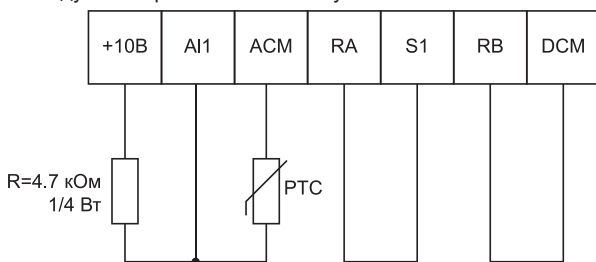 +10В AI1 ACM RA S1 RB DCM
R=4.7 кОм
1/4 Вт
PTC